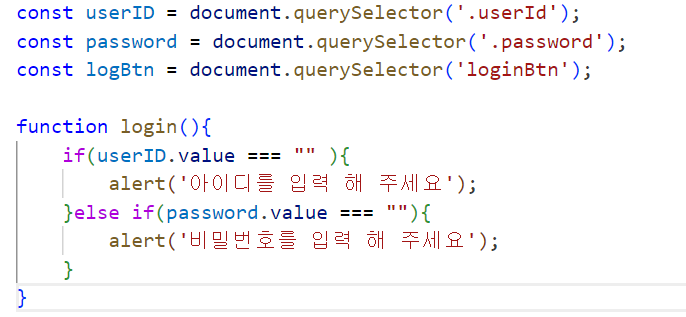 const userID = document.querySelector('.userId');
const password = document.querySelector('.password');
const logBtn = document.querySelector('loginBtn');
function login(){
if(userID.value === "" ){
alert('아이디를 입력 해 주세요');
}else if(password.value === ""){
alert('비밀번호를 입력 해 주세요');
}
}